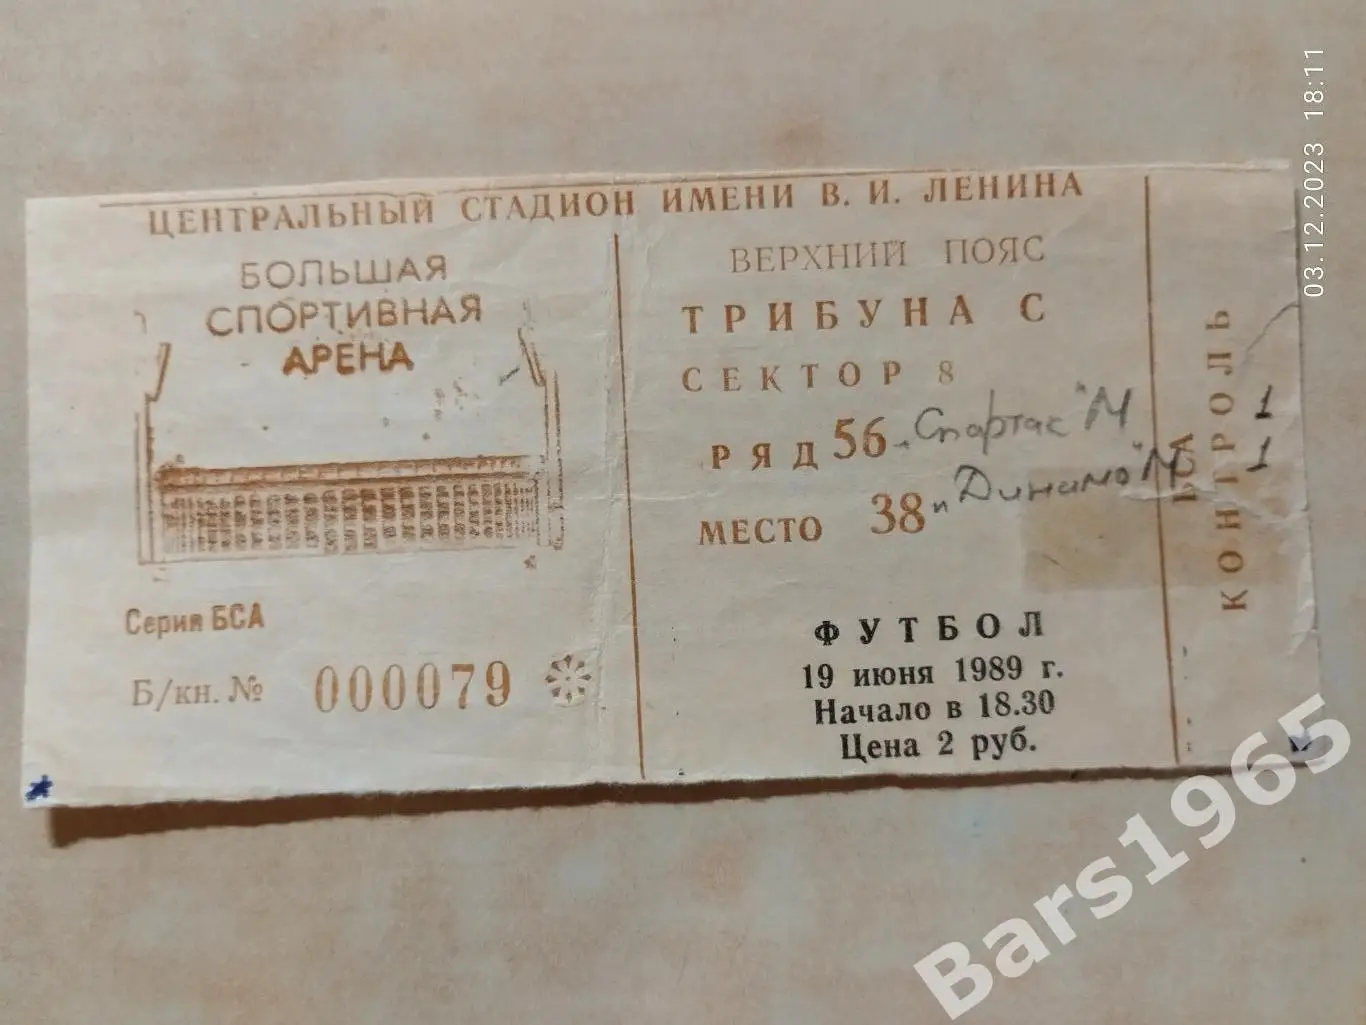 ЦЕНТРАЛЬНЫЙ СТАДИОН ИМЕНИ В. И. ЛЕНИНА
БОЛЬШАЯ
СПОРТИВНАЯ
АРЕНА
Серия БСА
Б/кн. № 000079
ВЕРХНИЙ ПОЯС
ТРИБУНА С
СЕКТОР 8
РЯД 56
МЕСТО 38
„Спартак" М 1
„Динамо" М 1
ФУТБОЛ
19 июня 1989 г.
Начало в 18.30
Цена 2 руб.
КОНТРОЛЬ
03.12.2023 18:11
Bars1965